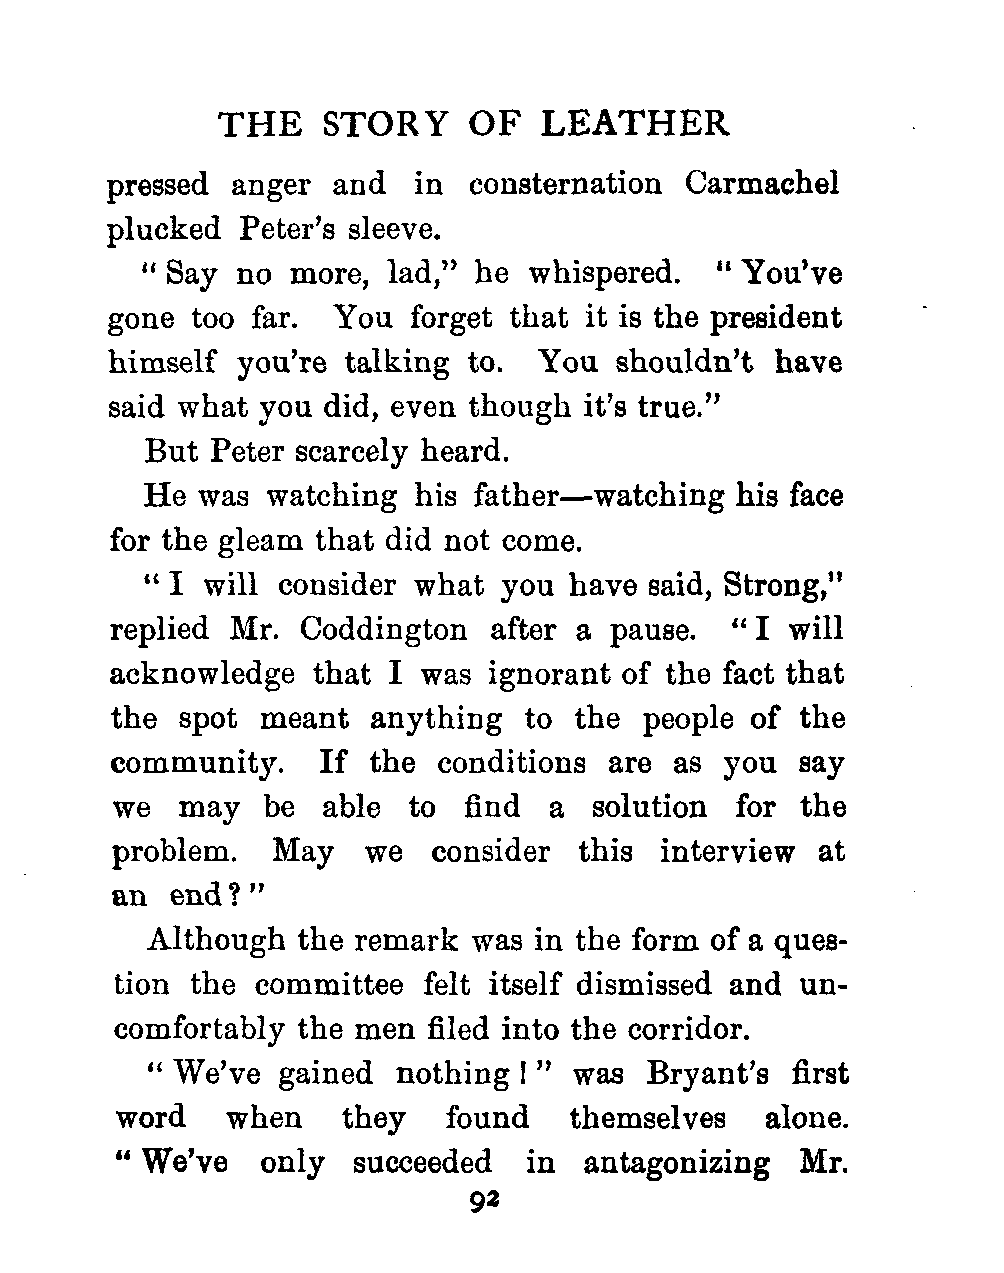 THE STORY OF LEATHER
pressed anger and in consternation Carmachel
plucked Peter's sleeve.
" Say no more, lad," he whispered. " You've
gone too far. You forget that it is the president
himself you're talking to. You shouldn't have
said what you did, even though it's true."
But Peter scarcely heard.
He was watching his father—watching his face
for the gleam that did not come.
" I will consider what you have said, Strong,"
replied Mr. Coddington after a pause. " I will
acknowledge that I was ignorant of the fact that
the spot meant anything to the people of the
community. If the conditions are as you say
we may be able to find a solution for the
problem. May we consider this interview at
an end? "
Although the remark was in the form of a ques-
tion the committee felt itself dismissed and un-
comfortably the men filed into the corridor.
" We've gained nothing! " was Bryant's first
word when they found themselves alone.
" We've only succeeded in antagonizing Mr.
92